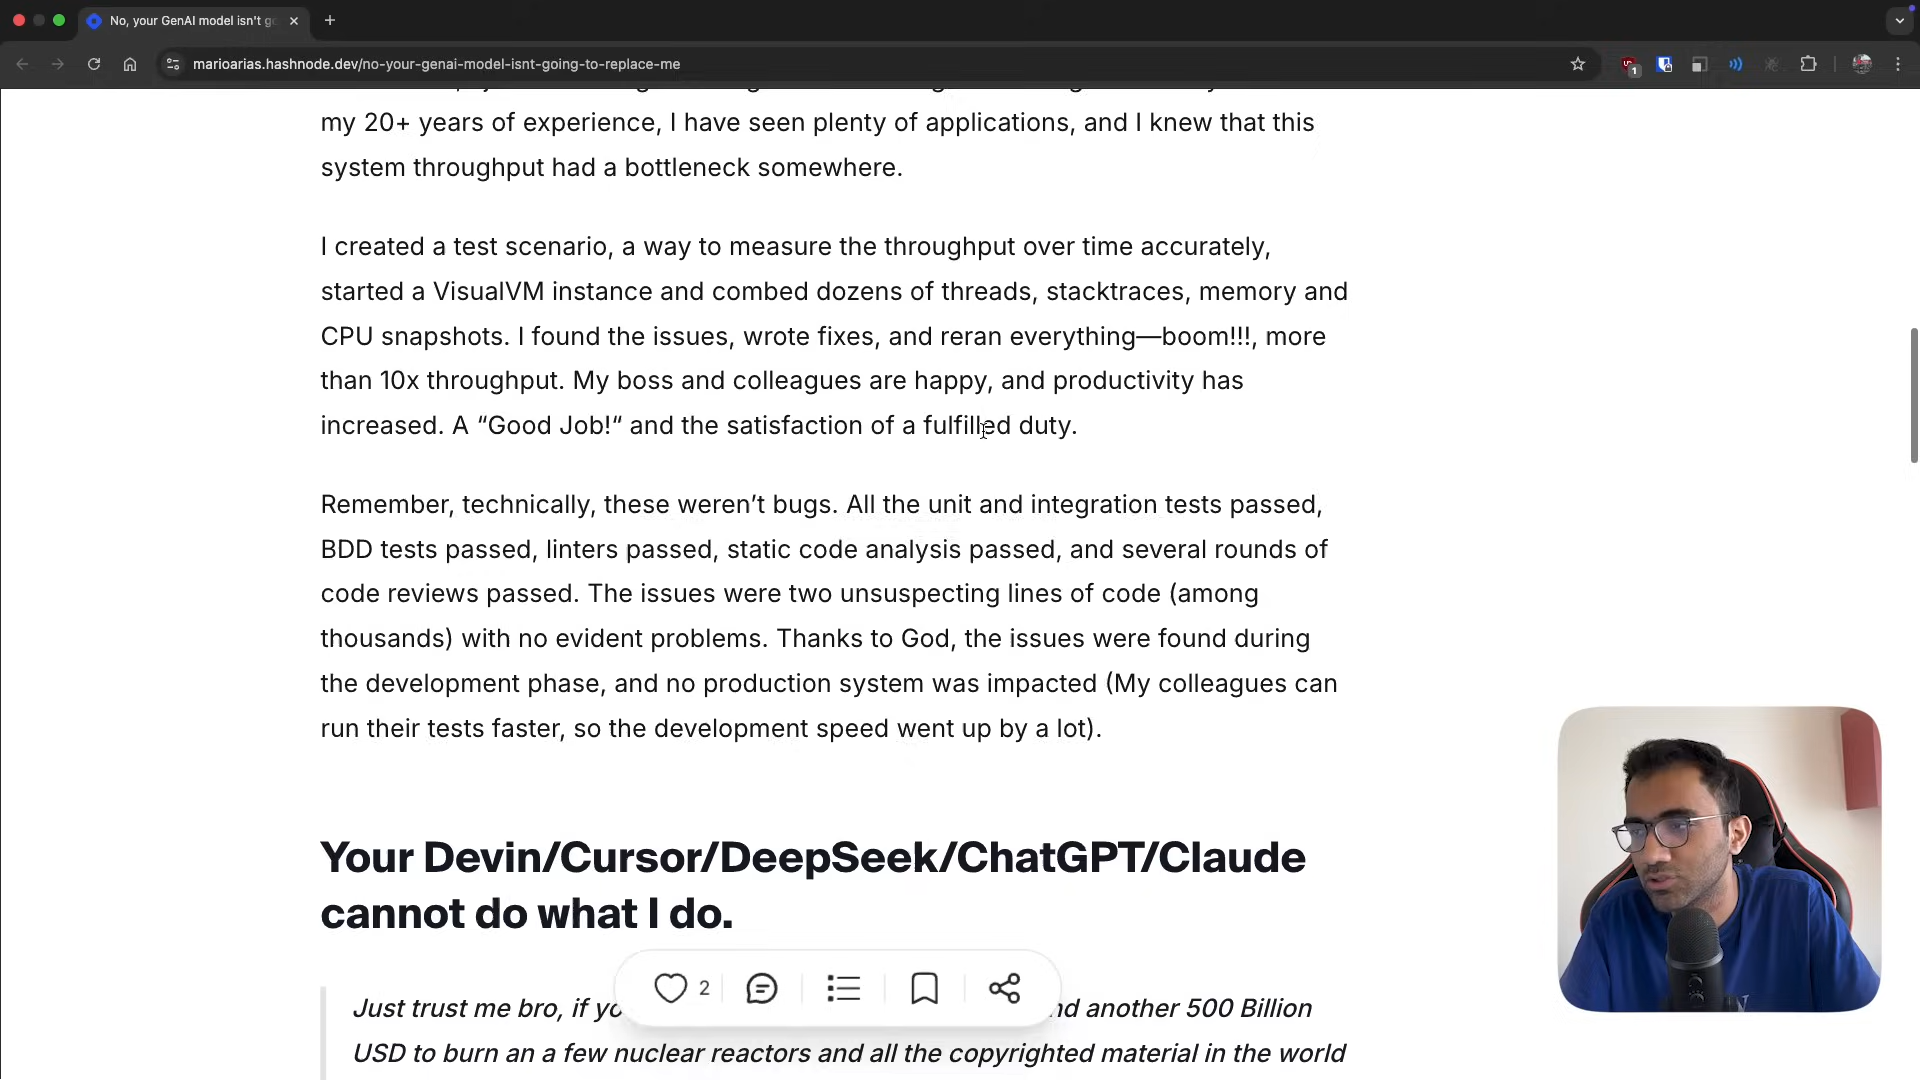 No, your GenAI model isn't g
marioarias.hashnode.dev/no-your-genai-model-isnt-going-to-replace-me
1
my 20+ years of experience, I have seen plenty of applications, and I knew that this
system throughput had a bottleneck somewhere.
I created a test scenario, a way to measure the throughput over time accurately,
started a VisualVM instance and combed dozens of threads, stacktraces, memory and
CPU snapshots. I found the issues, wrote fixes, and reran everything—boom!!!, more
than 10x throughput. My boss and colleagues are happy, and productivity has
increased. A “Good Job!“ and the satisfaction of a fulfilled duty.
Remember, technically, these weren’t bugs. All the unit and integration tests passed,
BDD tests passed, linters passed, static code analysis passed, and several rounds of
code reviews passed. The issues were two unsuspecting lines of code (among
thousands) with no evident problems. Thanks to God, the issues were found during
the development phase, and no production system was impacted (My colleagues can
run their tests faster, so the development speed went up by a lot).
Your Devin/Cursor/DeepSeek/ChatGPT/Claude
cannot do what I do.
2
Just trust me bro, if yo nd another 500 Billion
USD to burn an a few nuclear reactors and all the copyrighted material in the world